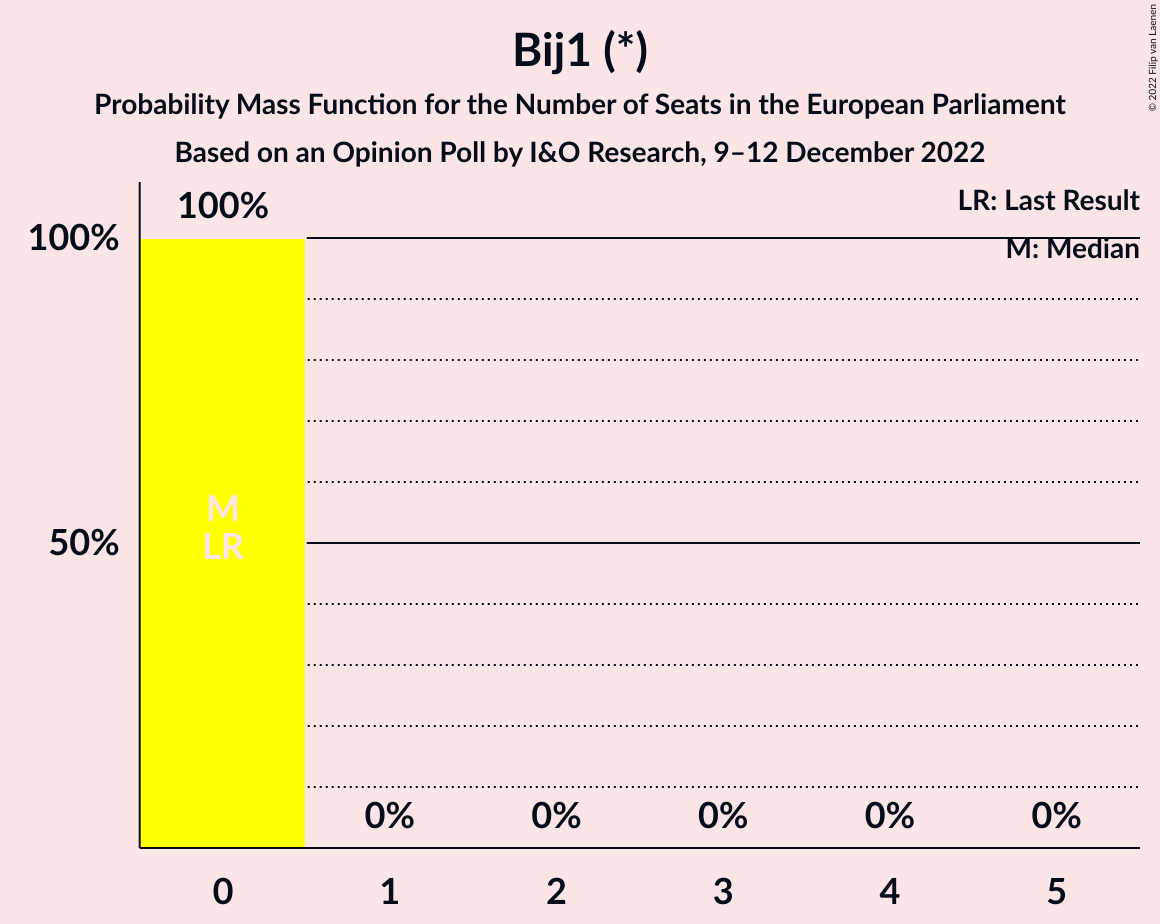 Bij1 (*)
Probability Mass Function for the Number of Seats in the European Parliament
Based on an Opinion Poll by I&O Research, 9–12 December 2022
© 2022 Filip van Laenen
LR: Last Result
M: Median
100%
100%
50%
M
LR
0% 0% 0% 0% 0%
0 1 2 3 4 5